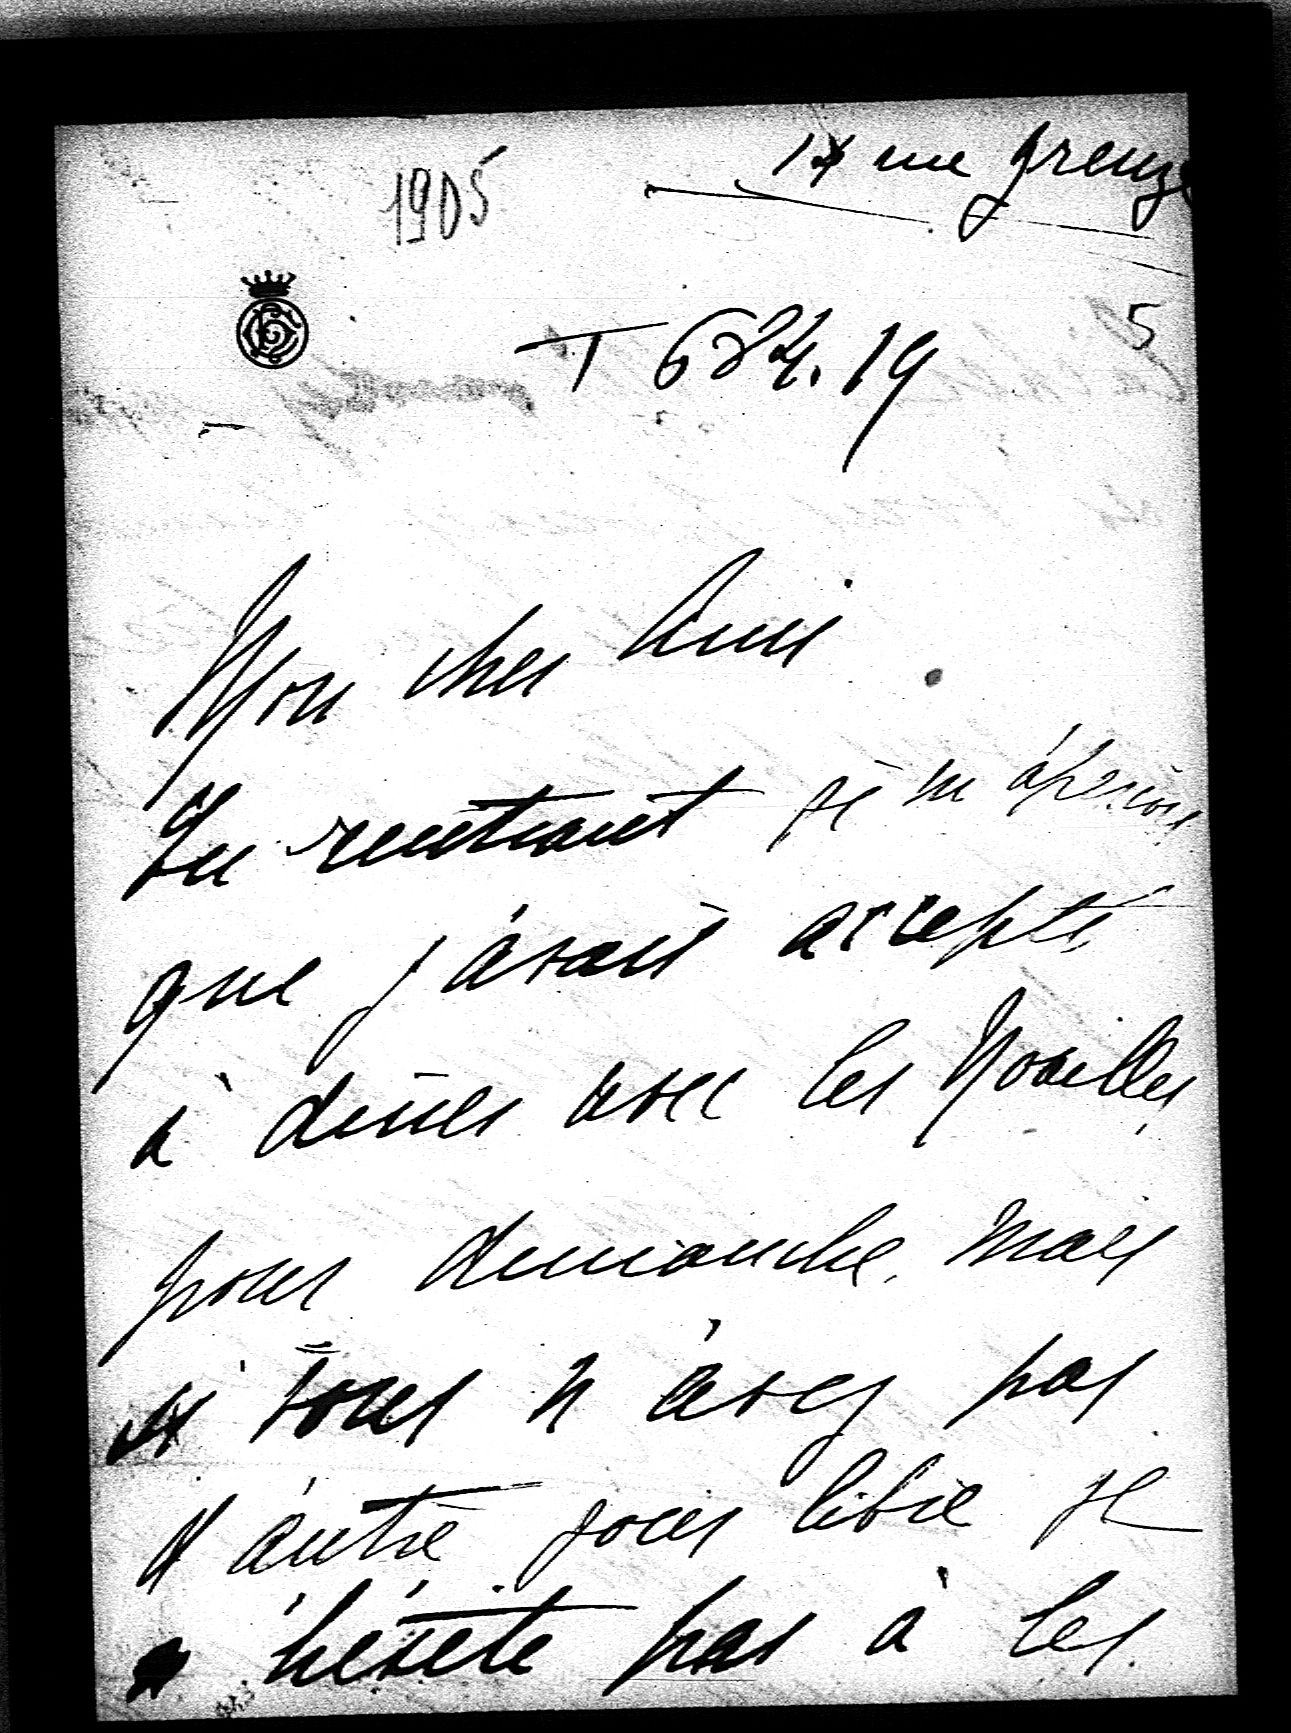 1905
14 rue Greuze
5
T 684.19
Mon cher Ami
En rentrant je m'aperçois
que j'avais accepté
à dîner avec les Noailles
pour dimanche. Mais
si vous n'avez pas
d'autre jour libre je
n'hésite pas à les